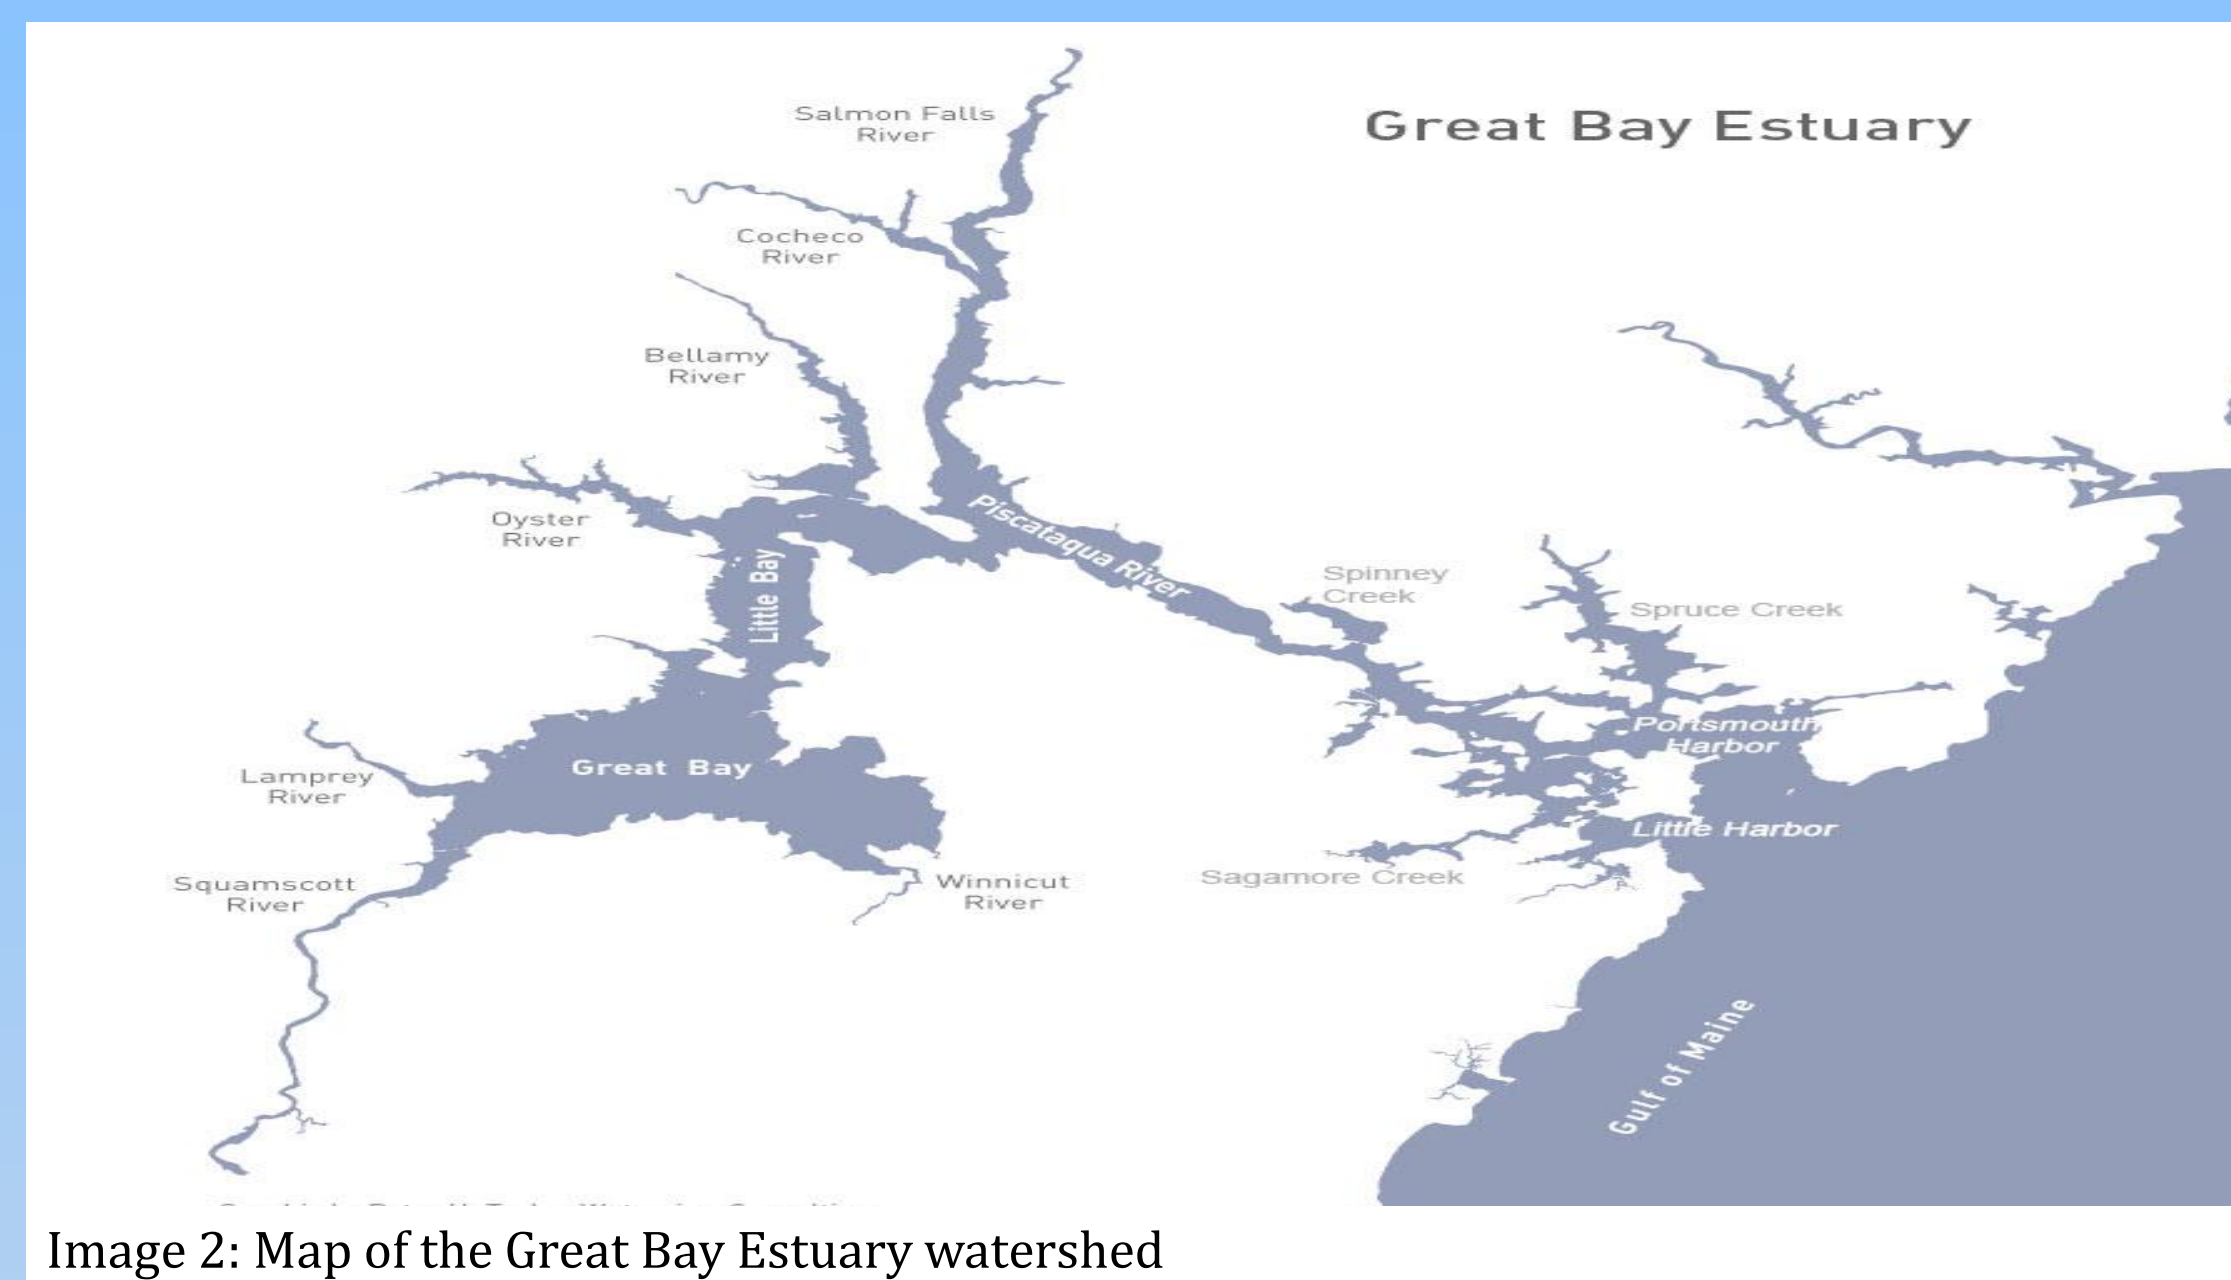 Great Bay Estuary
Salmon Falls
River
Cocheco
River
Bellamy
River
Oyster
River
Piscataqua River
Little Bay
Spinney
Creek
Spruce Creek
Portsmouth
Harbor
Great Bay
Lamprey
River
Little Harbor
Sagamore Creek
Squamscott
River
Winnicut
River
Gulf of Maine
Image 2: Map of the Great Bay Estuary watershed